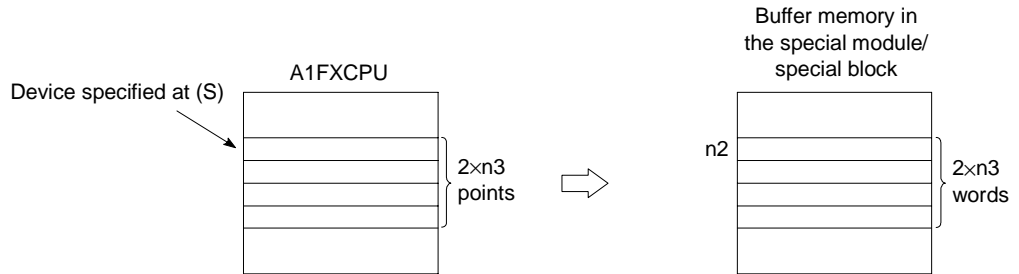 Buffer memory in
the special module/
special block
A1FXCPU
Device specified at (S)
n2
2×n3
points
2×n3
words